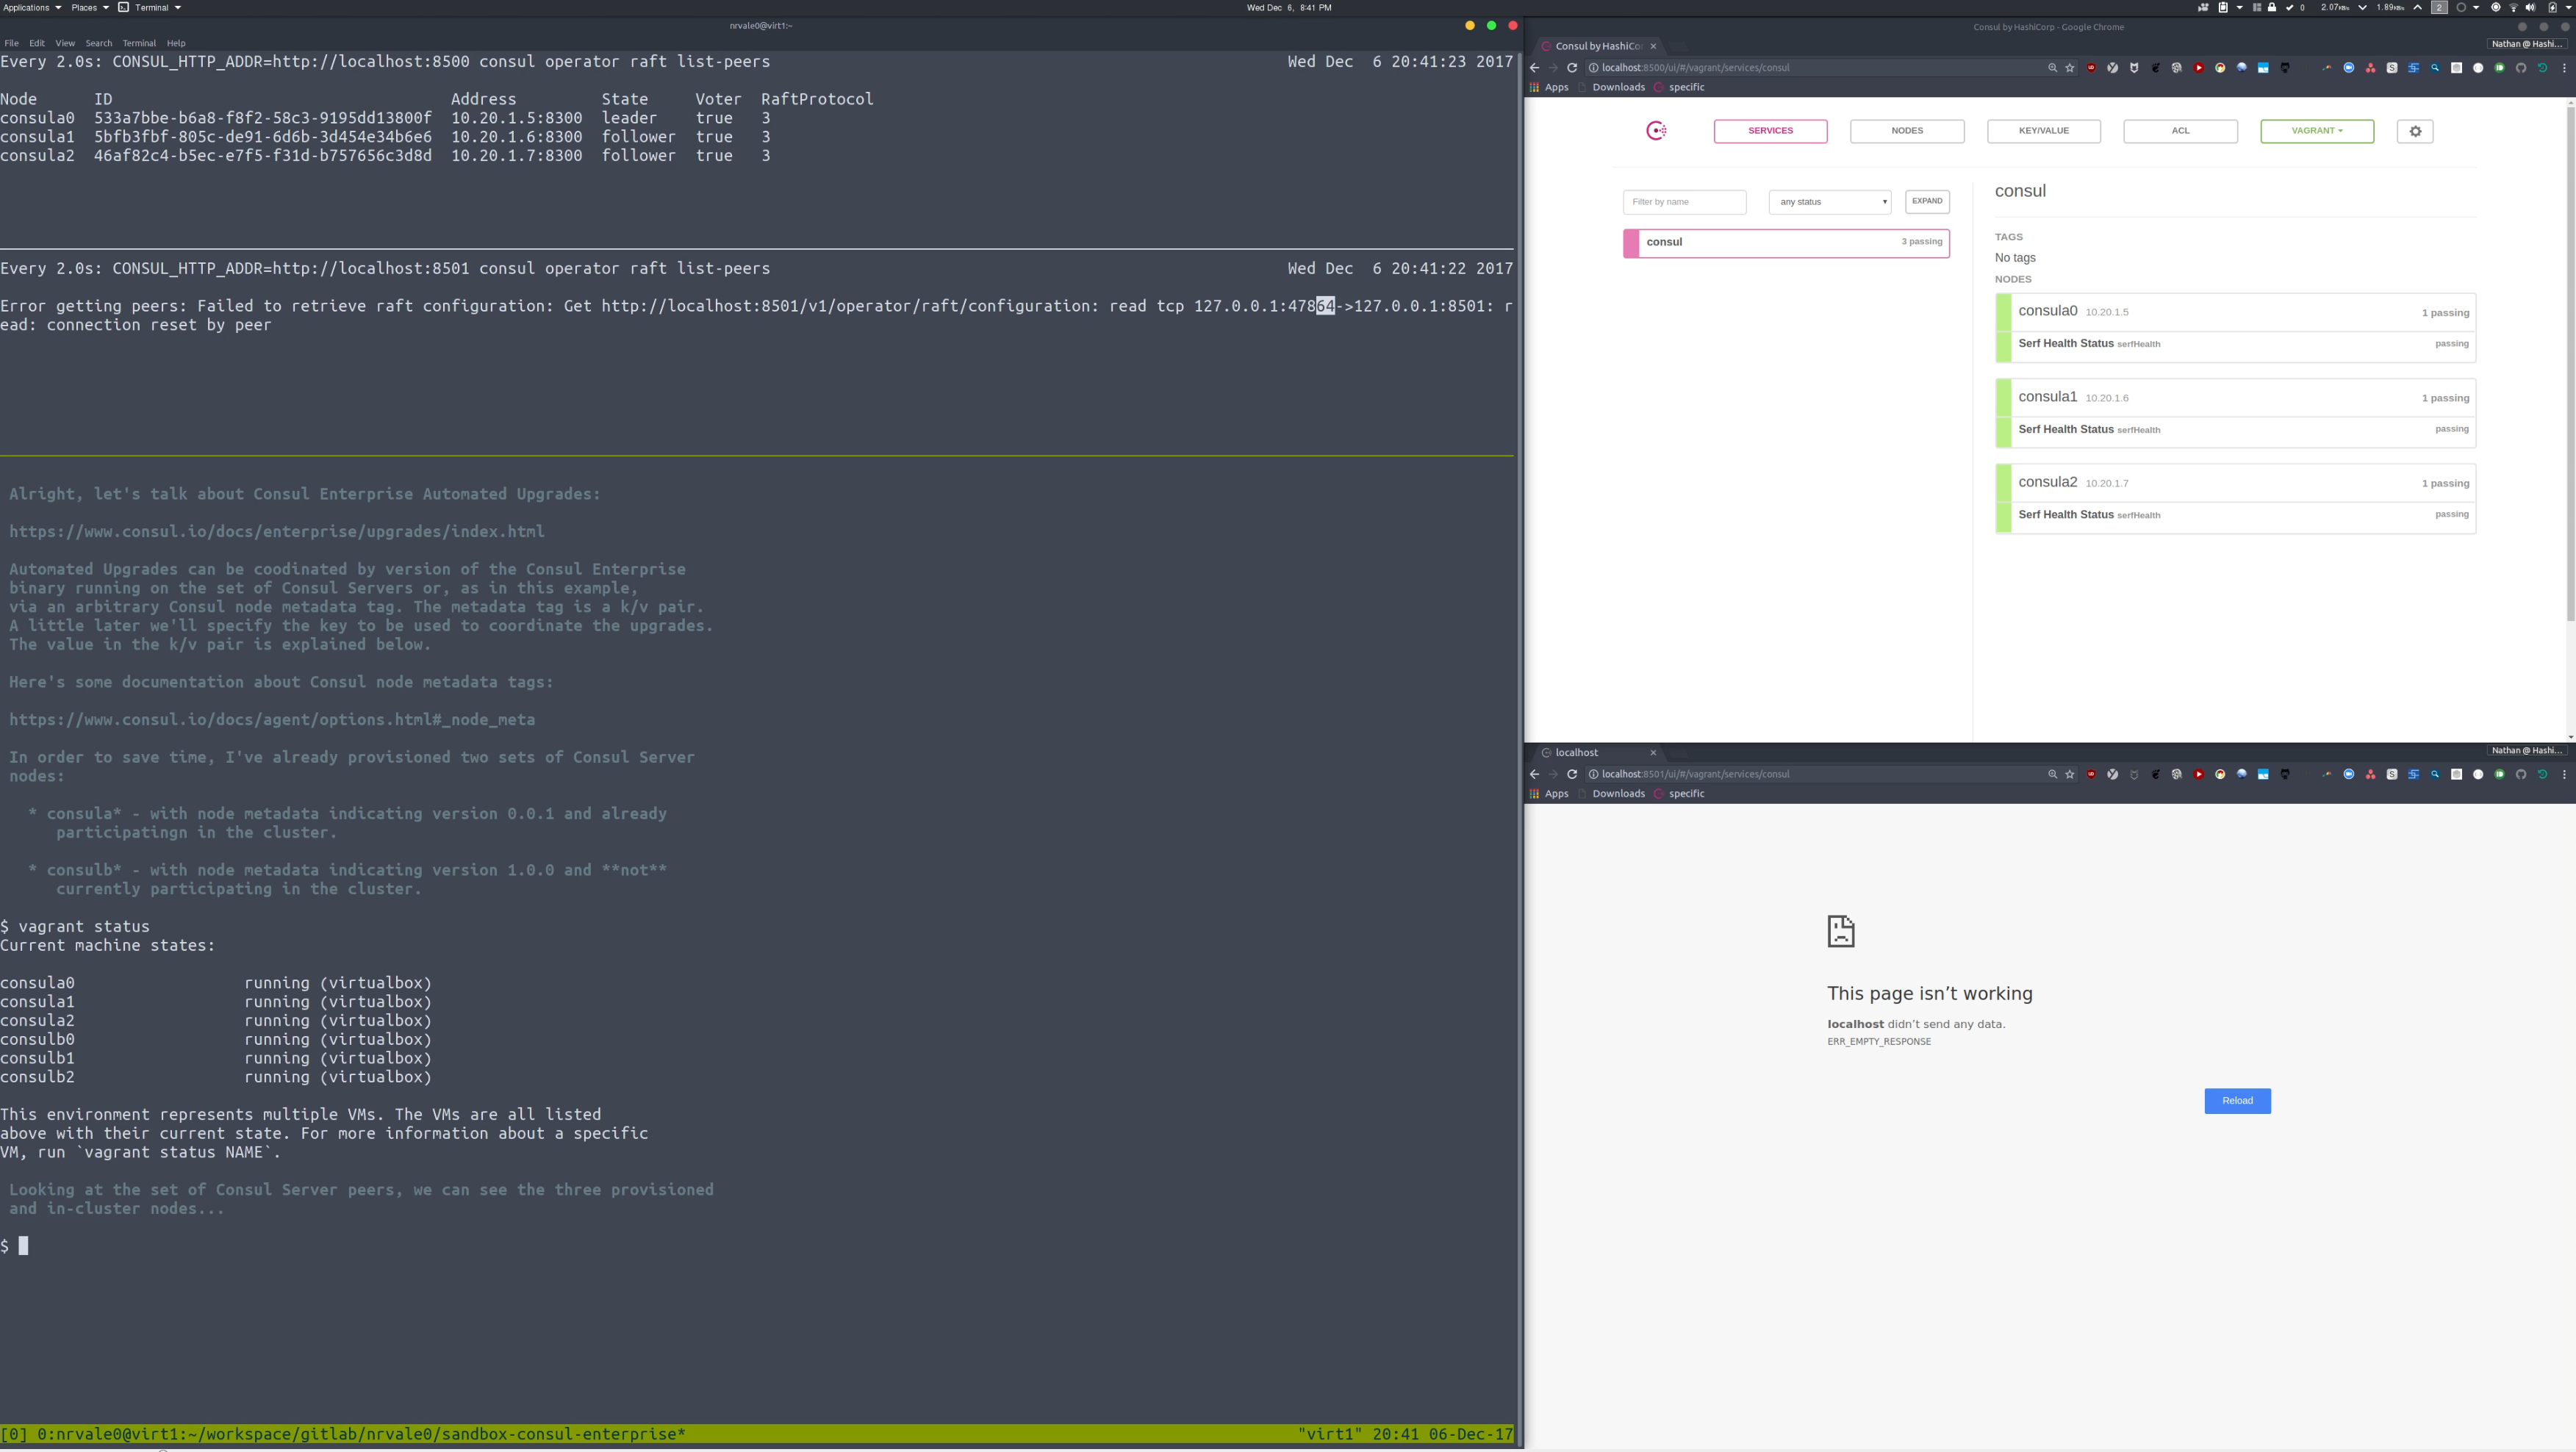 Applications Places Terminal
Wed Dec 6, 8:41 PM
0 2.07KB/s 1.89KB/s 2
nrvale0@virt1:~
File Edit View Search Terminal Help
Every 2.0s: CONSUL_HTTP_ADDR=http://localhost:8500 consul operator raft list-peers Wed Dec  6 20:41:23 2017
Node ID Address State Voter RaftProtocol
consula0 533a7bbe-b6a8-f8f2-58c3-9195dd13800f 10.20.1.5:8300 leader true 3
consula1 5bfb3fbf-805c-de91-6d6b-3d454e34b6e6 10.20.1.6:8300 follower true 3
consula2 46af82c4-b5ec-e7f5-f31d-b757656c3d8d 10.20.1.7:8300 follower true 3
Every 2.0s: CONSUL_HTTP_ADDR=http://localhost:8501 consul operator raft list-peers Wed Dec  6 20:41:22 2017
Error getting peers: Failed to retrieve raft configuration: Get http://localhost:8501/v1/operator/raft/configuration: read tcp 127.0.0.1:47864->127.0.0.1:8501: r
ead: connection reset by peer
Alright, let's talk about Consul Enterprise Automated Upgrades:
https://www.consul.io/docs/enterprise/upgrades/index.html
Automated Upgrades can be coodinated by version of the Consul Enterprise
binary running on the set of Consul Servers or, as in this example,
via an arbitrary Consul node metadata tag. The metadata tag is a k/v pair.
A little later we'll specify the key to be used to coordinate the upgrades.
The value in the k/v pair is explained below.
Here's some documentation about Consul node metadata tags:
https://www.consul.io/docs/agent/options.html#_node_meta
In order to save time, I've already provisioned two sets of Consul Server
nodes:
* consula* - with node metadata indicating version 0.0.1 and already
participatingn in the cluster.
* consulb* - with node metadata indicating version 1.0.0 and **not**
currently participating in the cluster.
$ vagrant status
Current machine states:
consula0 running (virtualbox)
consula1 running (virtualbox)
consula2 running (virtualbox)
consulb0 running (virtualbox)
consulb1 running (virtualbox)
consulb2 running (virtualbox)
This environment represents multiple VMs. The VMs are all listed
above with their current state. For more information about a specific
VM, run `vagrant status NAME`.
Looking at the set of Consul Server peers, we can see the three provisioned
and in-cluster nodes...
$
[0] 0:nrvale0@virt1:~/workspace/gitlab/nrvale0/sandbox-consul-enterprise* "virt1" 20:41 06-Dec-17
Consul by HashiCorp - Google Chrome
Consul by HashiCor
Nathan @ Hashi...
localhost:8500/ui/#/vagrant/services/consul
Apps Downloads specific
SERVICES NODES KEY/VALUE ACL VAGRANT
Filter by name any status EXPAND
consul 3 passing
consul
TAGS
No tags
NODES
consula0 10.20.1.5 1 passing
Serf Health Status serfHealth passing
consula1 10.20.1.6 1 passing
Serf Health Status serfHealth passing
consula2 10.20.1.7 1 passing
Serf Health Status serfHealth passing
localhost
Nathan @ Hashi...
localhost:8501/ui/#/vagrant/services/consul
Apps Downloads specific
This page isn’t working
localhost didn’t send any data.
ERR_EMPTY_RESPONSE
Reload